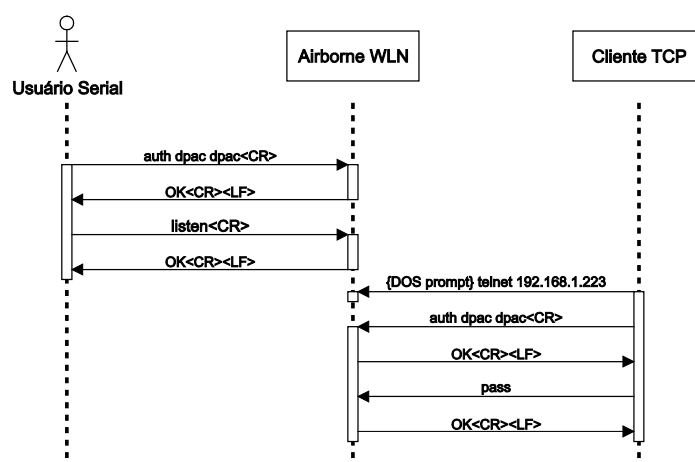 Usuário Serial
Airborne WLN
Cliente TCP
auth dpac dpac<CR>
OK<CR><LF>
listen<CR>
OK<CR><LF>
{DOS prompt} telnet 192.168.1.223
auth dpac dpac<CR>
OK<CR><LF>
pass
OK<CR><LF>